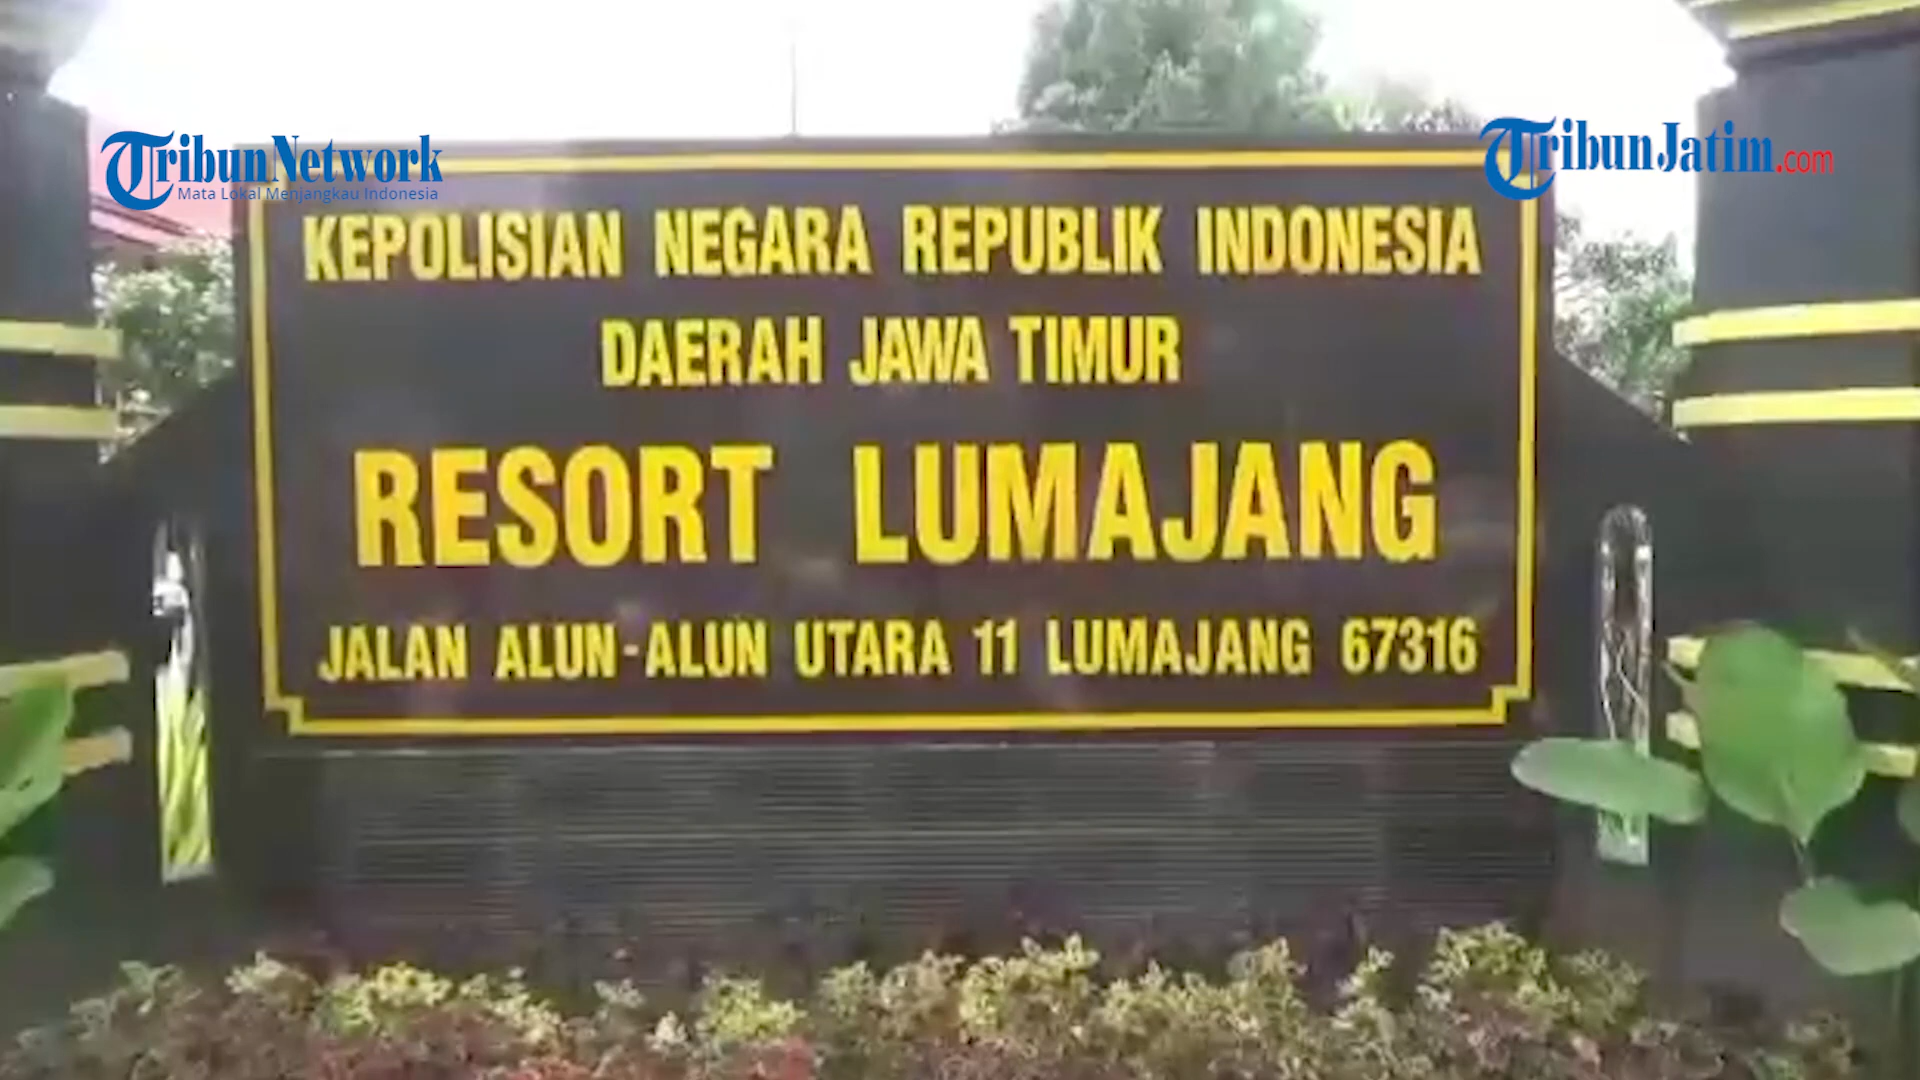 TribunNetwork
Mata Lokal Menjangkau Indonesia
TribunJatim.com
KEPOLISIAN NEGARA REPUBLIK INDONESIA
DAERAH JAWA TIMUR
RESORT LUMAJANG
JALAN ALUN-ALUN UTARA 11 LUMAJANG 67316